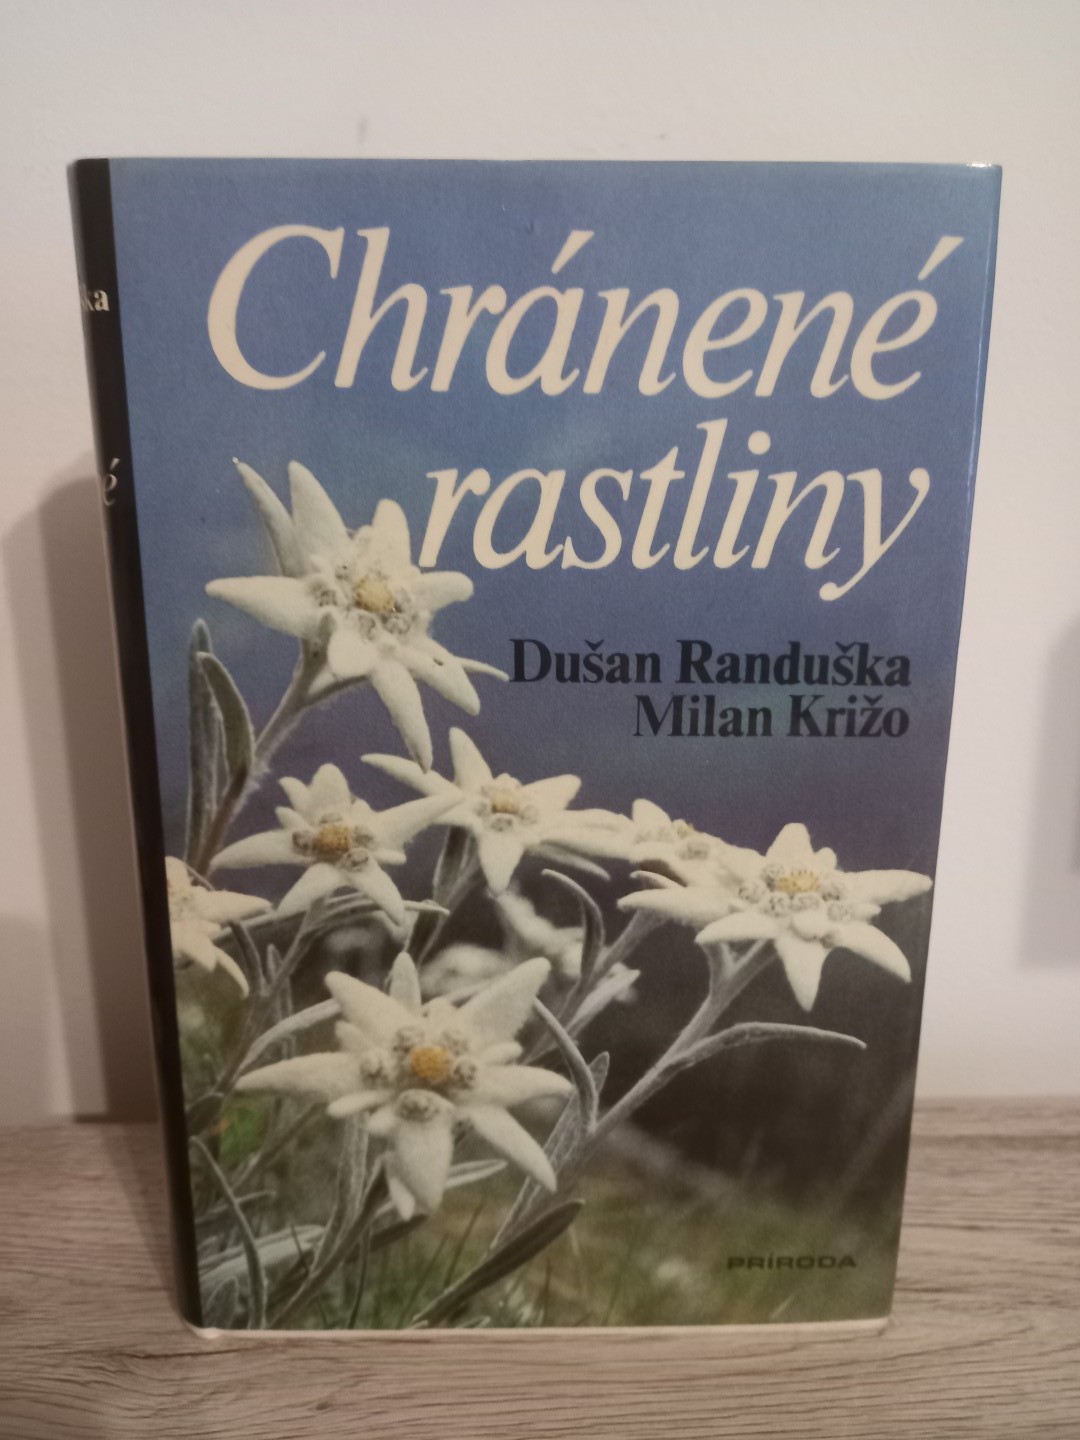 Chránené
rastliny
Dušan Randuška
Milan Križo
PRÍRODA